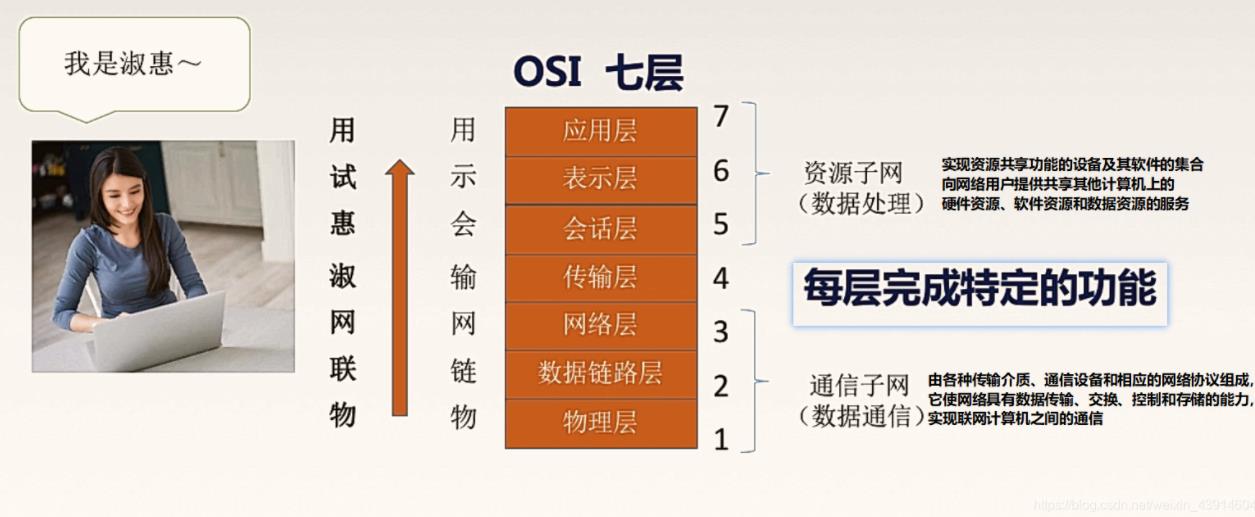 我是淑惠～
OSI 七层
用 用 应用层 7
试 示 表示层 6
惠 会 会话层 5
淑 输 传输层 4
网 网 网络层 3
联 链 数据链路层 2
物 物 物理层 1
资源子网
（数据处理）
实现资源共享功能的设备及其软件的集合
向网络用户提供共享其他计算机上的
硬件资源、软件资源和数据资源的服务
每层完成特定的功能
通信子网
（数据通信）
由各种传输介质、通信设备和相应的网络协议组成，
它使网络具有数据传输、交换、控制和存储的能力，
实现联网计算机之间的通信
https://blog.csdn.net/weixin_43914604